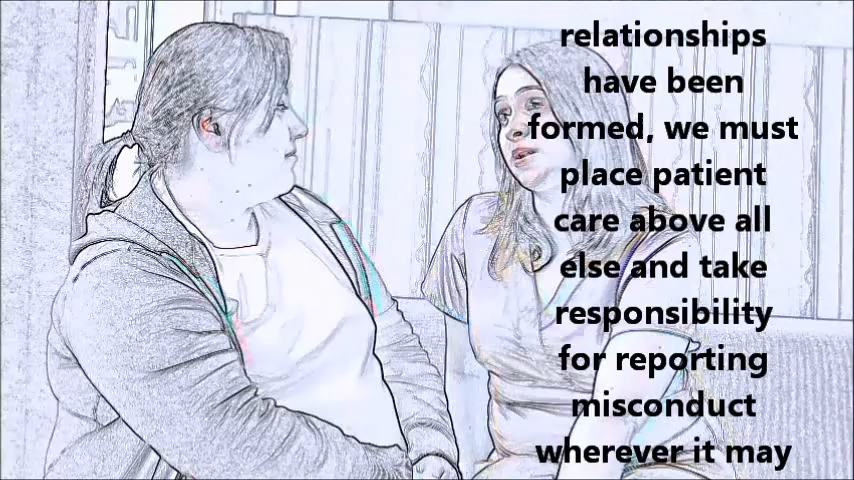 relationships
have been
formed, we must
place patient
care above all
else and take
responsibility
for reporting
misconduct
wherever it may